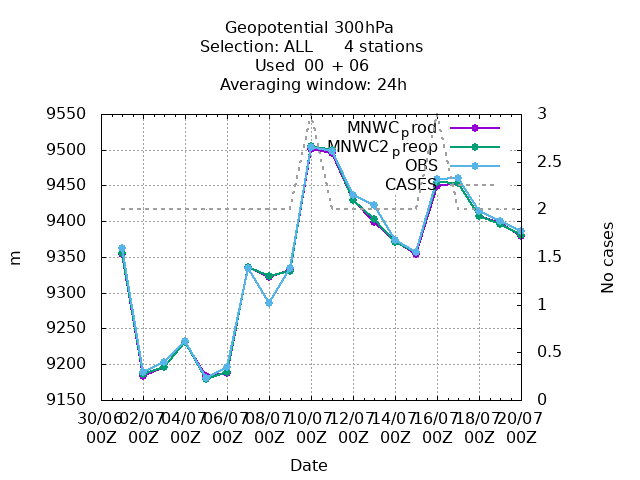 Geopotential 300hPa
Selection: ALL 4 stations
Used 00 + 06
Averaging window: 24h
9550
9500
9450
9400
9350
9300
9250
9200
9150
m
3
2.5
2
1.5
1
0.5
0
No cases
MNWC_prod
MNWC2_preop
OBS
CASES
30/06 02/07 04/07 06/07 08/07 10/07 12/07 14/07 16/07 18/07 20/07
00Z 00Z 00Z 00Z 00Z 00Z 00Z 00Z 00Z 00Z 00Z
Date